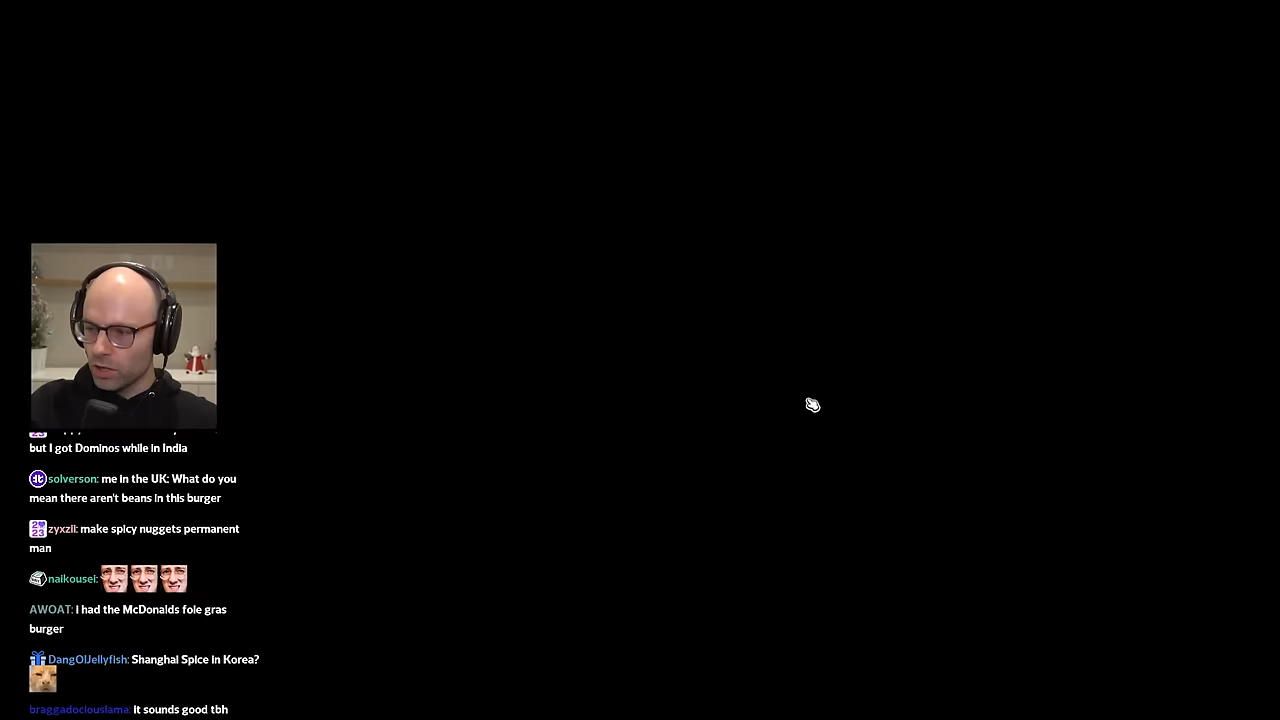 but I got Dominos while in India
solverson: me in the UK: What do you
mean there aren't beans in this burger
zyxzii: make spicy nuggets permanent
man
naikousei:
AWOAT: I had the McDonalds foie gras
burger
DangOlJellyfish: Shanghai Spice in Korea?
braggadociouslama: it sounds good tbh